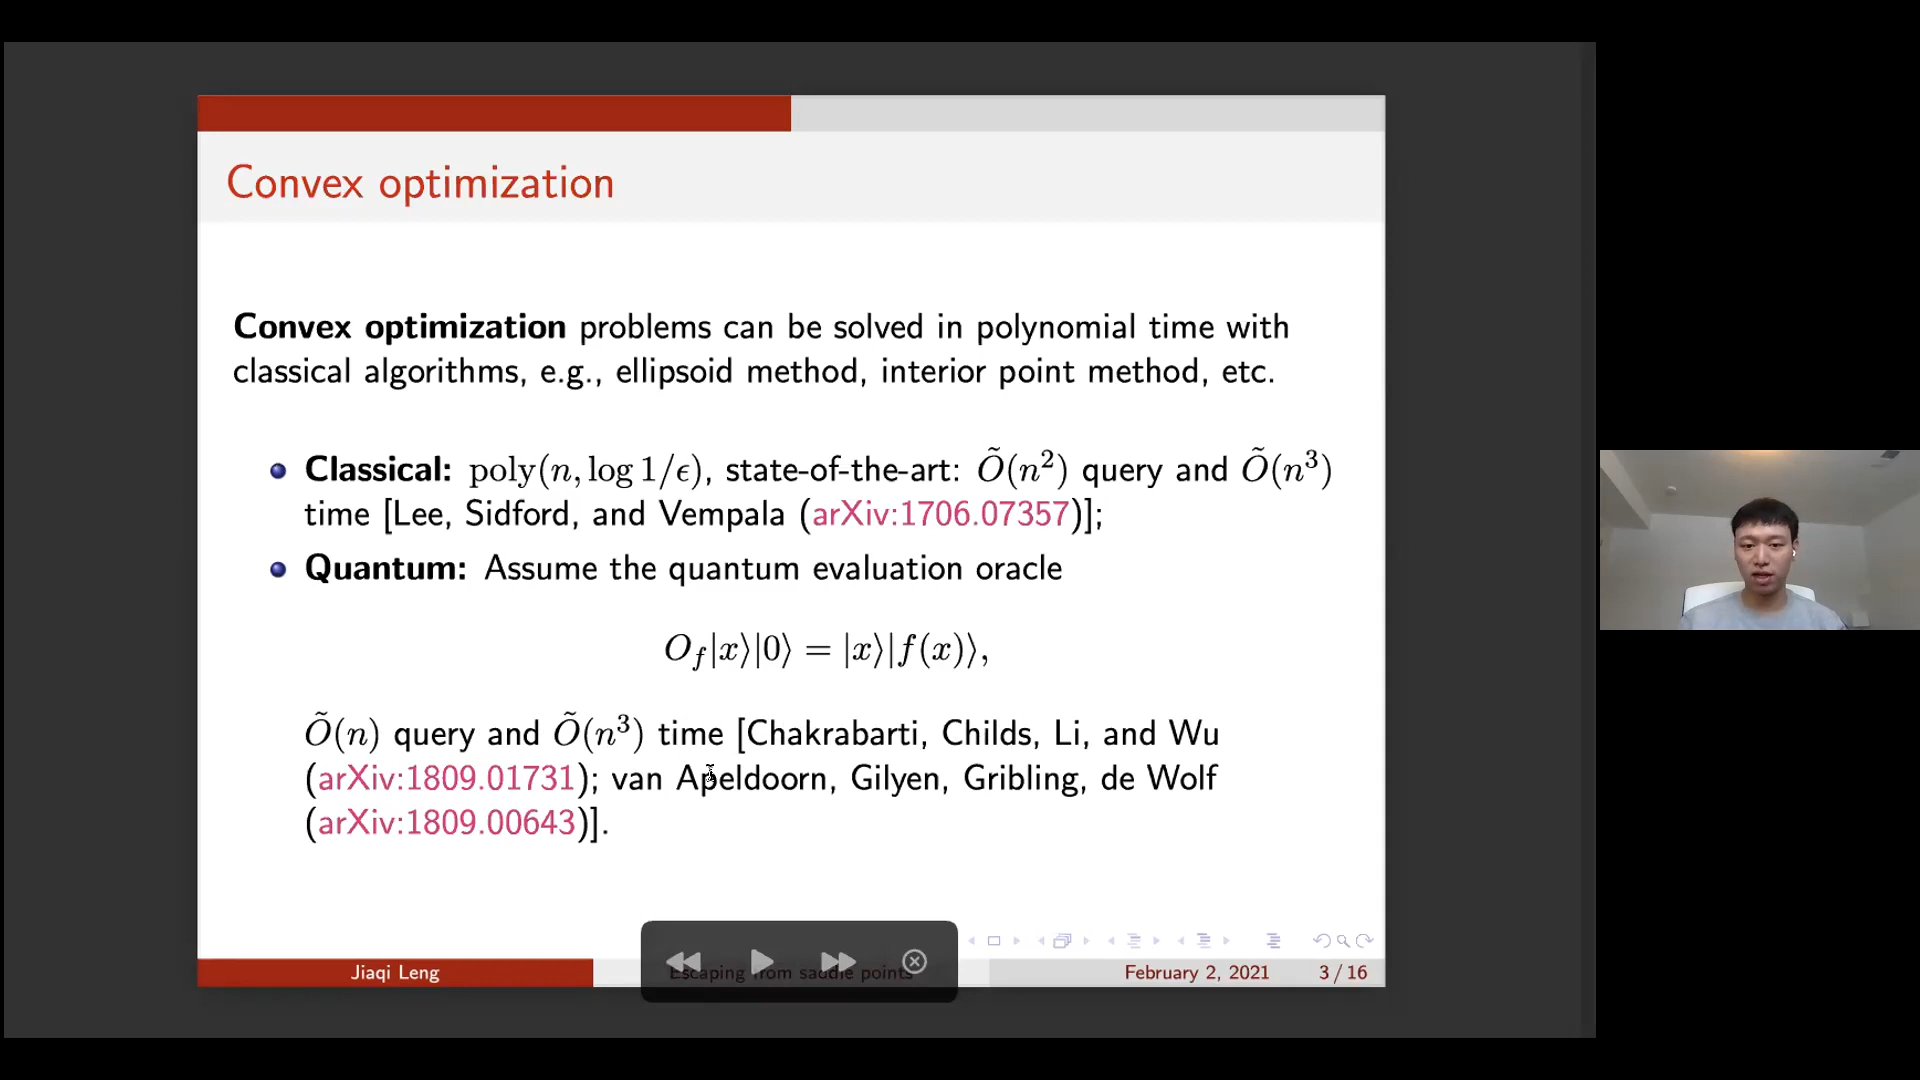 Convex optimization
Convex optimization problems can be solved in polynomial time with
classical algorithms, e.g., ellipsoid method, interior point method, etc.
Classical: poly(n, log 1/ϵ), state-of-the-art: Õ(n²) query and Õ(n³)
time [Lee, Sidford, and Vempala (arXiv:1706.07357)];
Quantum: Assume the quantum evaluation oracle
O_f|x⟩|0⟩ = |x⟩|f(x)⟩,
Õ(n) query and Õ(n³) time [Chakrabarti, Childs, Li, and Wu
(arXiv:1809.01731); van Apeldoorn, Gilyen, Gribling, de Wolf
(arXiv:1809.00643)].
Jiaqi Leng
Escaping from saddle points
February 2, 2021
3 / 16